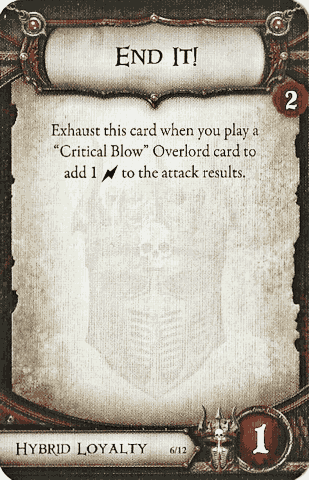 End It!
2
Exhaust this card when you play a
“Critical Blow” Overlord card to
add 1 to the attack results.
Hybrid Loyalty 6/12
1